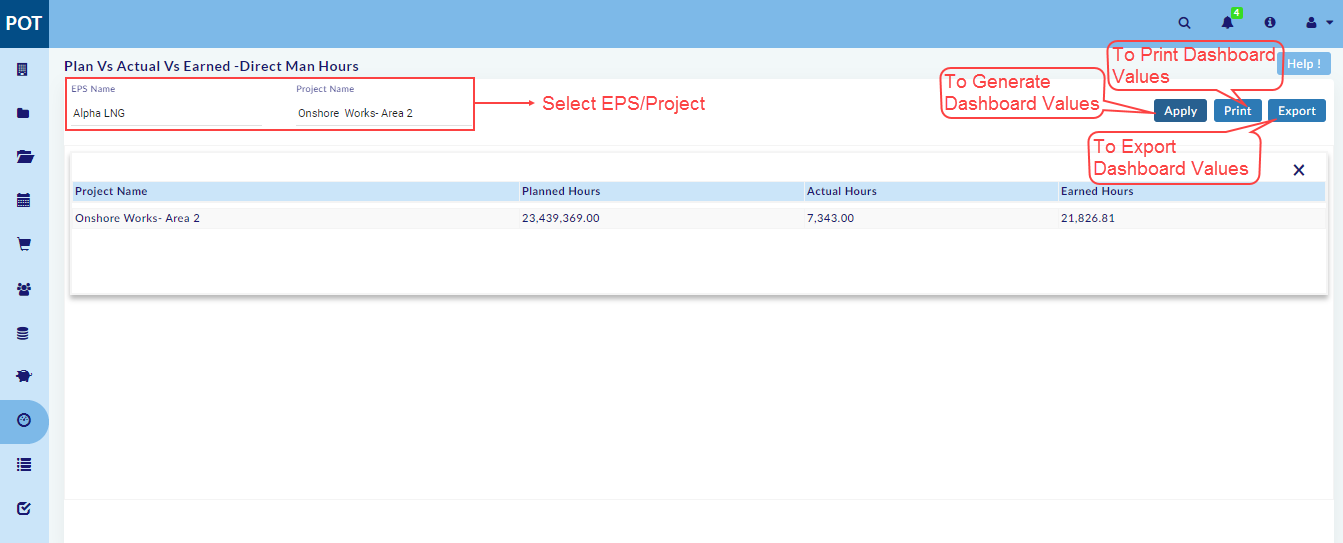 POT
4
Plan Vs Actual Vs Earned -Direct Man Hours
Help !
To Print Dashboard
Values
To Generate
Dashboard Values
EPS Name
Project Name
Alpha LNG
Onshore Works- Area 2
Select EPS/Project
Apply
Print
Export
To Export
Dashboard Values
Project Name Planned Hours Actual Hours Earned Hours
Onshore Works- Area 2 23,439,369.00 7,343.00 21,826.81